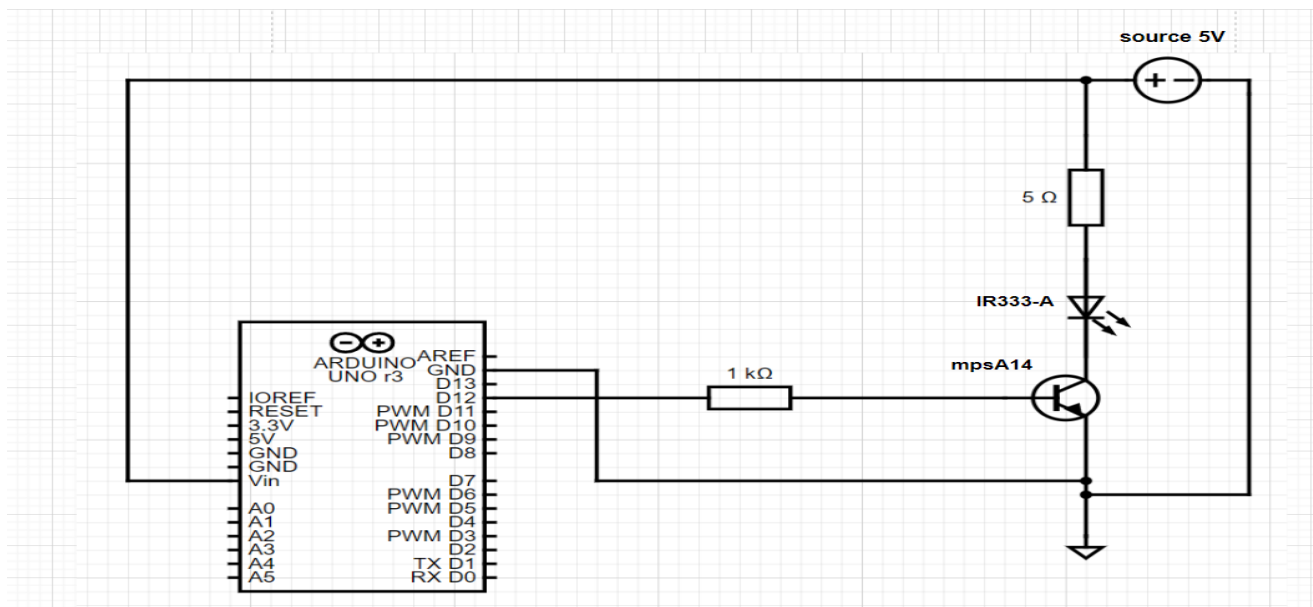 source 5V
5 Ω
IR333-A
mpsA14
1 kΩ
ARDUINO
UNO r3
AREF
GND
D13
D12
PWM D11
PWM D10
PWM D9
D8
D7
PWM D6
PWM D5
D4
PWM D3
D2
TX D1
RX D0
IOREF
RESET
3.3V
5V
GND
GND
Vin
A0
A1
A2
A3
A4
A5